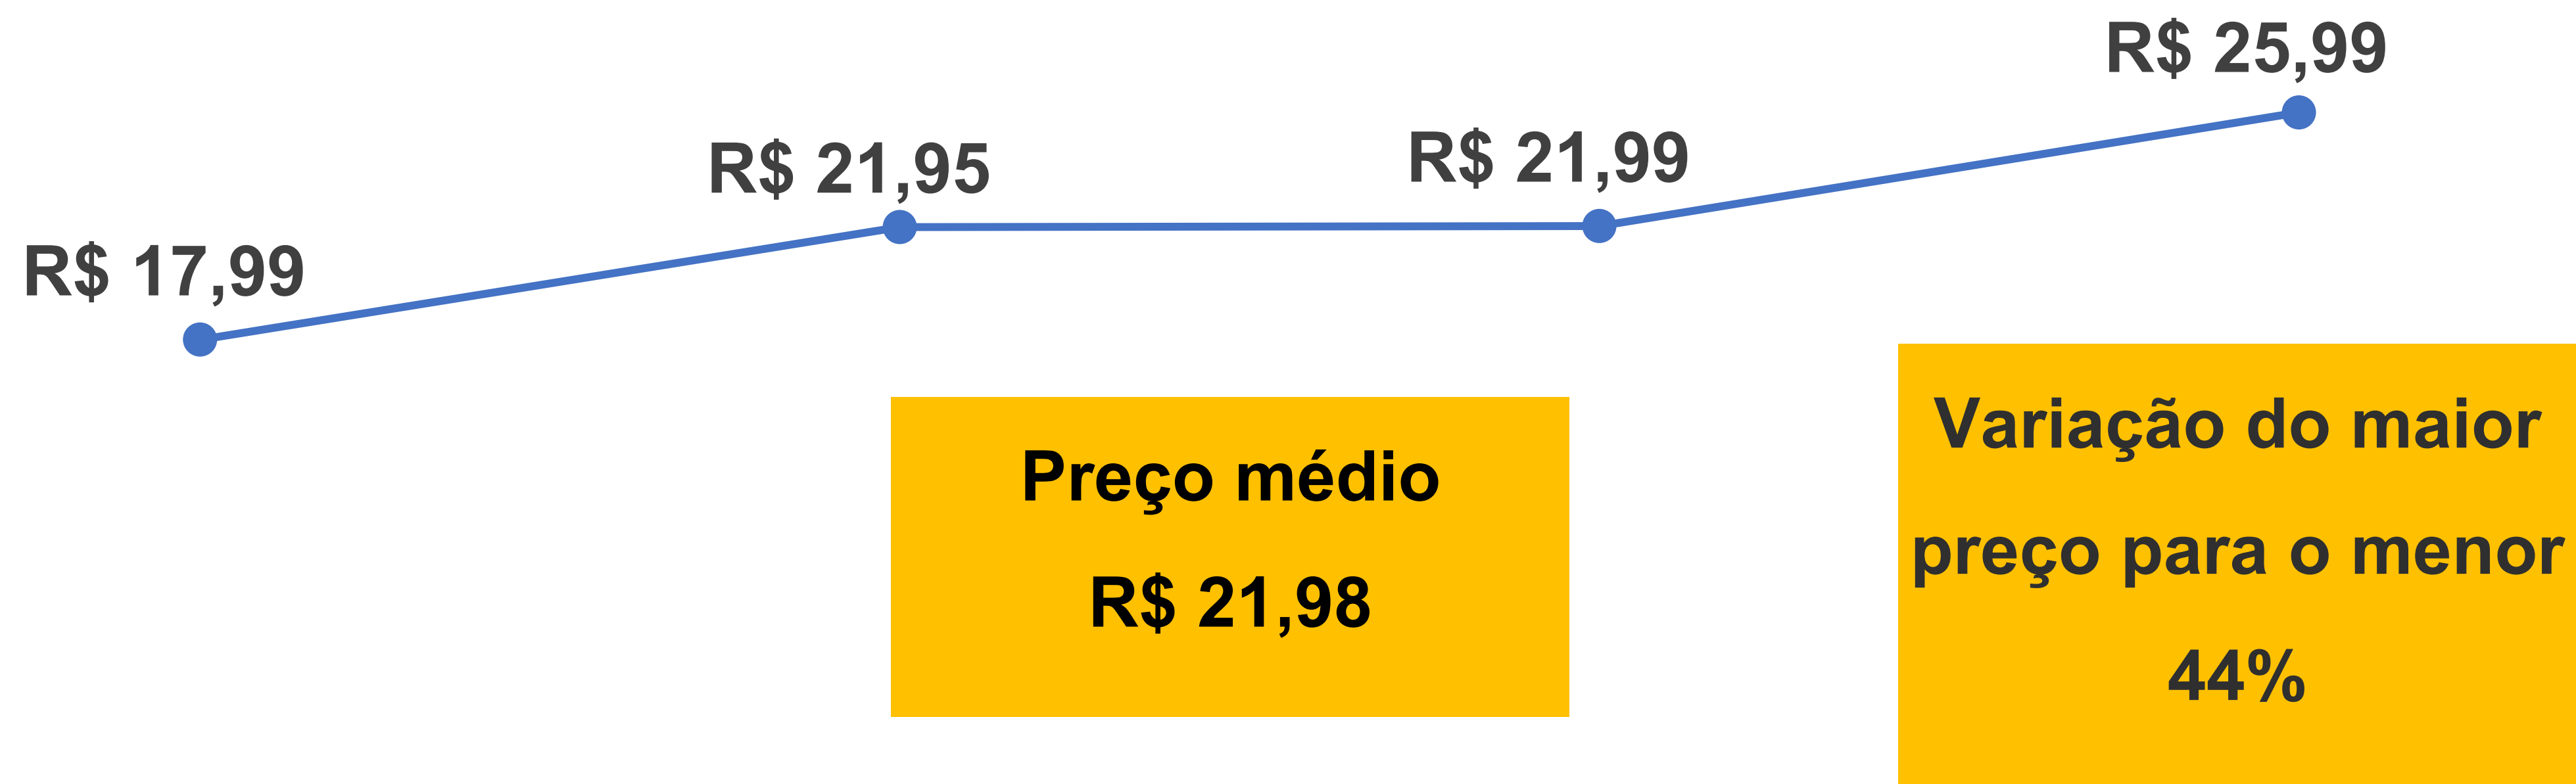 R$ 17,99
R$ 21,95
R$ 21,99
R$ 25,99
Preço médio
R$ 21,98
Variação do maior
preço para o menor
44%